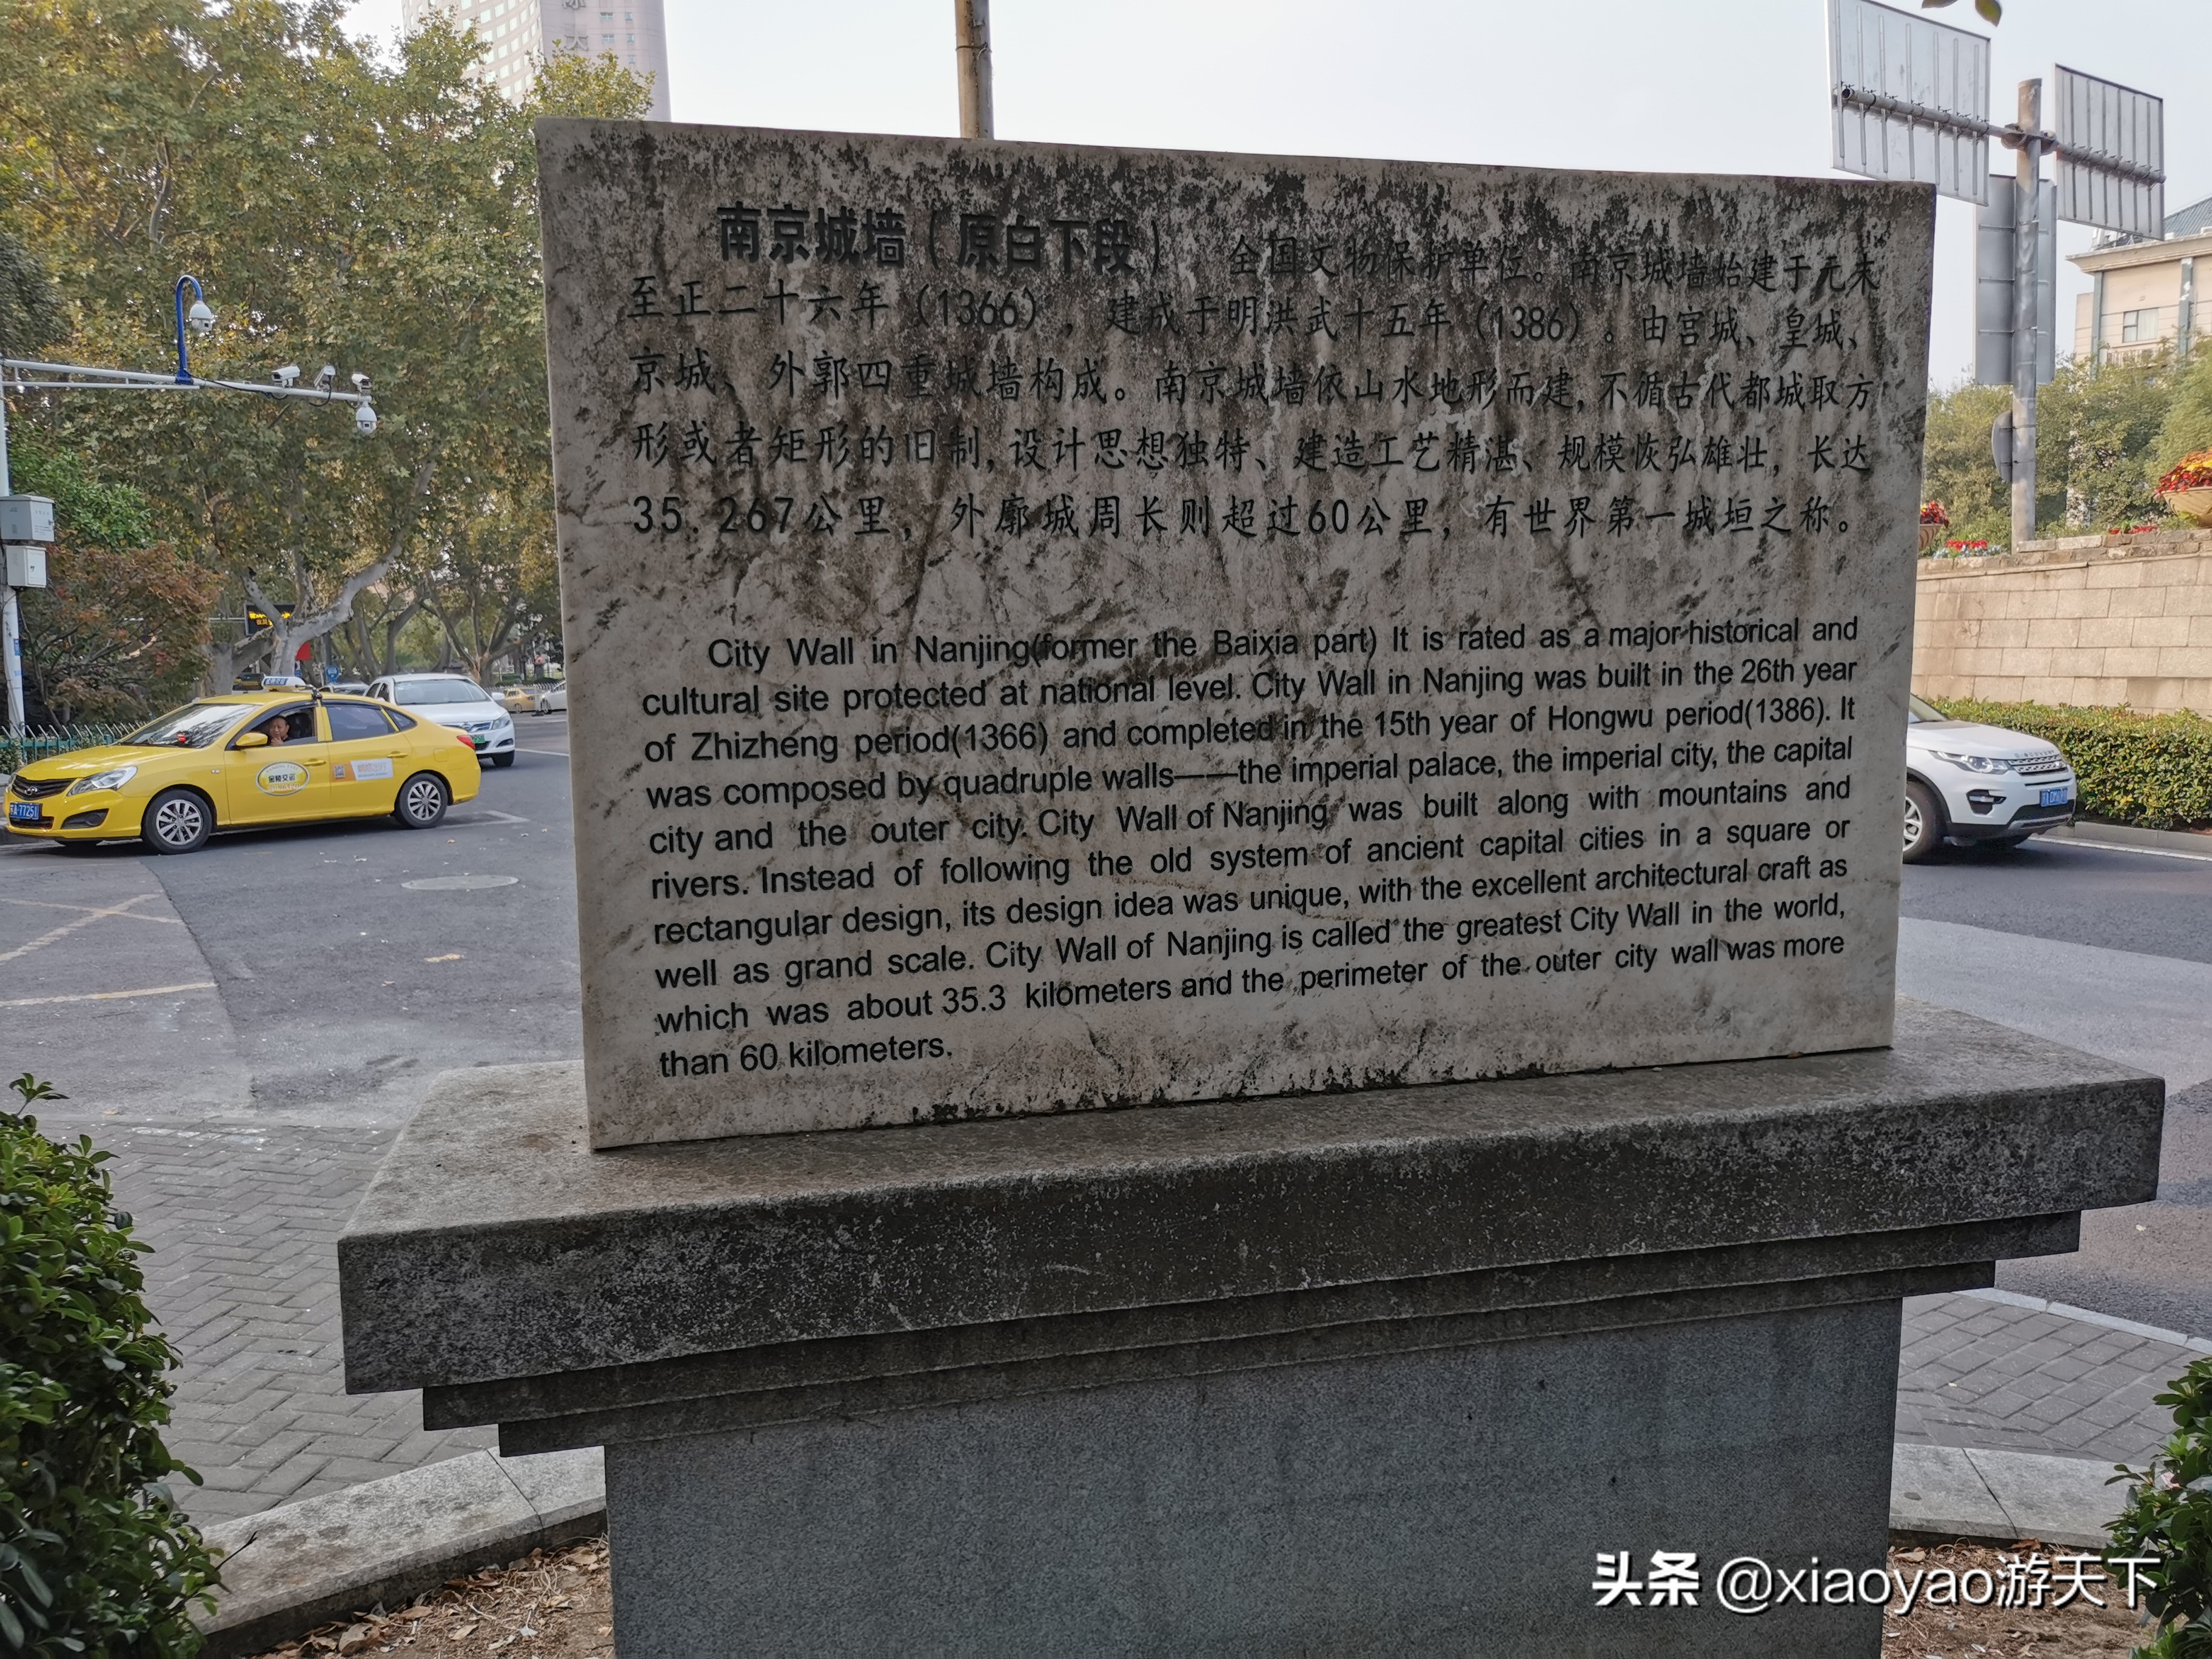 南京城墙（原白下段） 全国文物保护单位。南京城墙始建于元末
至正二十六年（1366），建成于明洪武十五年（1386）。由宫城、皇城、
京城、外郭四重城墙构成。南京城墙依山水地形而建，不循古代都城取方
形或者矩形的旧制，设计思想独特、建造工艺精湛、规模恢弘雄壮，长达
35.267公里，外廓城周长则超过60公里，有世界第一城垣之称。
City Wall in Nanjing(former the Baixia part) It is rated as a major historical and
cultural site protected at national level. City Wall in Nanjing was built in the 26th year
of Zhizheng period(1366) and completed in the 15th year of Hongwu period(1386). It
was composed by quadruple walls——the imperial palace, the imperial city, the capital
city and the outer city. City Wall of Nanjing was built along with mountains and
rivers. Instead of following the old system of ancient capital cities in a square or
rectangular design, its design idea was unique, with the excellent architectural craft as
well as grand scale. City Wall of Nanjing is called the greatest City Wall in the world,
which was about 35.3 kilometers and the perimeter of the outer city wall was more
than 60 kilometers.
头条 @xiaoyao游天下